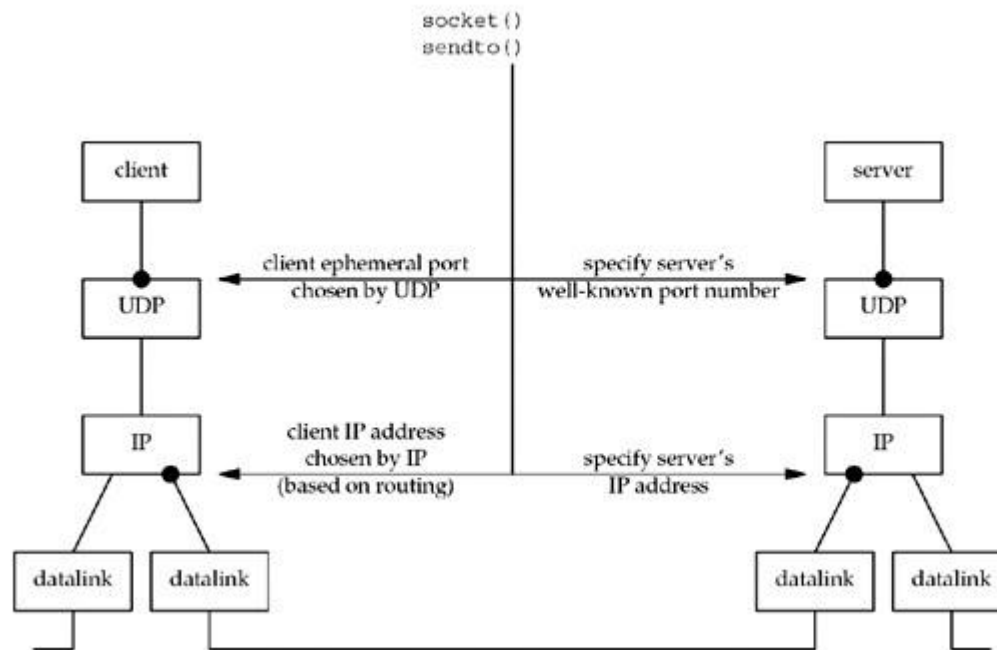 socket()
sendto()
client
server
client ephemeral port
chosen by UDP
specify server's
well-known port number
UDP
UDP
IP
client IP address
chosen by IP
(based on routing)
specify server's
IP address
IP
datalink
datalink
datalink
datalink